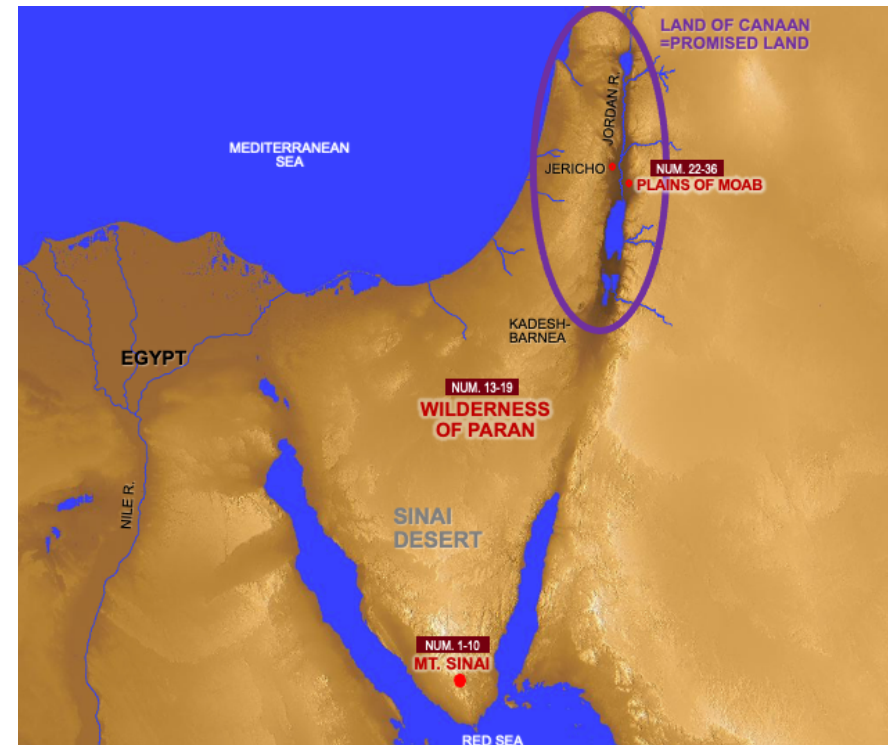 LAND OF CANAAN
=PROMISED LAND
JORDAN R.
MEDITERRANEAN
SEA
JERICHO
NUM. 22-36
PLAINS OF MOAB
KADESH-
BARNEA
EGYPT
NUM. 13-19
WILDERNESS
OF PARAN
NILE R.
SINAI
DESERT
NUM. 1-10
MT. SINAI
RED SEA